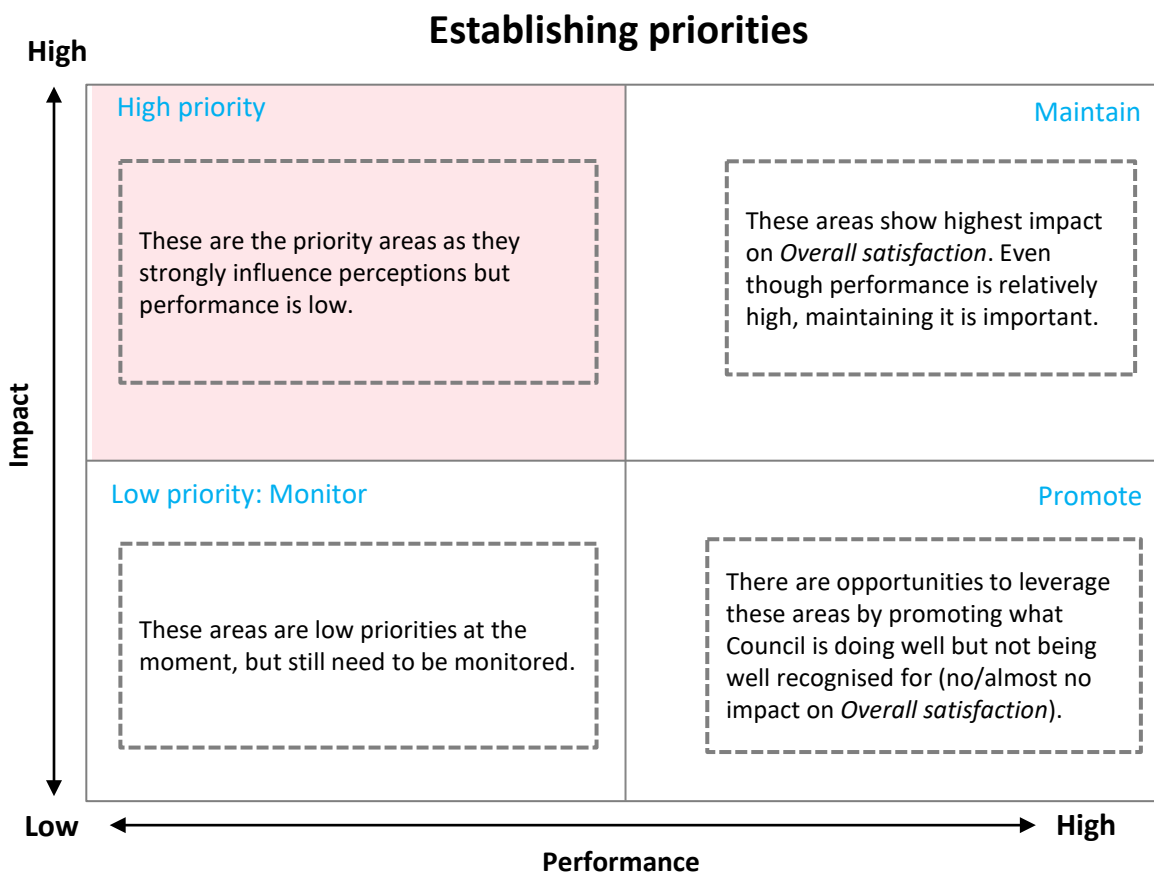 Establishing priorities
High
High priority
Maintain
These are the priority areas as they
strongly influence perceptions but
performance is low.
These areas show highest impact
on Overall satisfaction. Even
though performance is relatively
high, maintaining it is important.
Impact
Low priority: Monitor
Promote
These areas are low priorities at the
moment, but still need to be monitored.
There are opportunities to leverage
these areas by promoting what
Council is doing well but not being
well recognised for (no/almost no
impact on Overall satisfaction).
Low
High
Performance